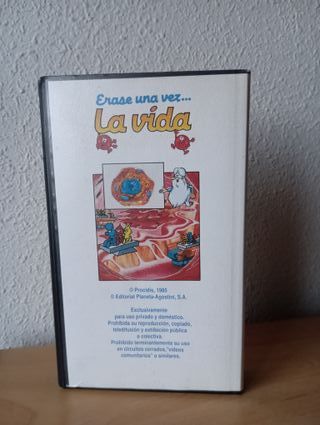 Erase una vez...
La vida
© Procidis, 1985
© Editorial Planeta-Agostini, S.A.
Exclusivamente
para uso privado y doméstico.
Prohibida su reproducción, copiado,
teledifusión y exhibición pública
o colectiva.
Prohibido terminantemente su uso
en circuitos cerrados, "videos
comunitarios" o similares.